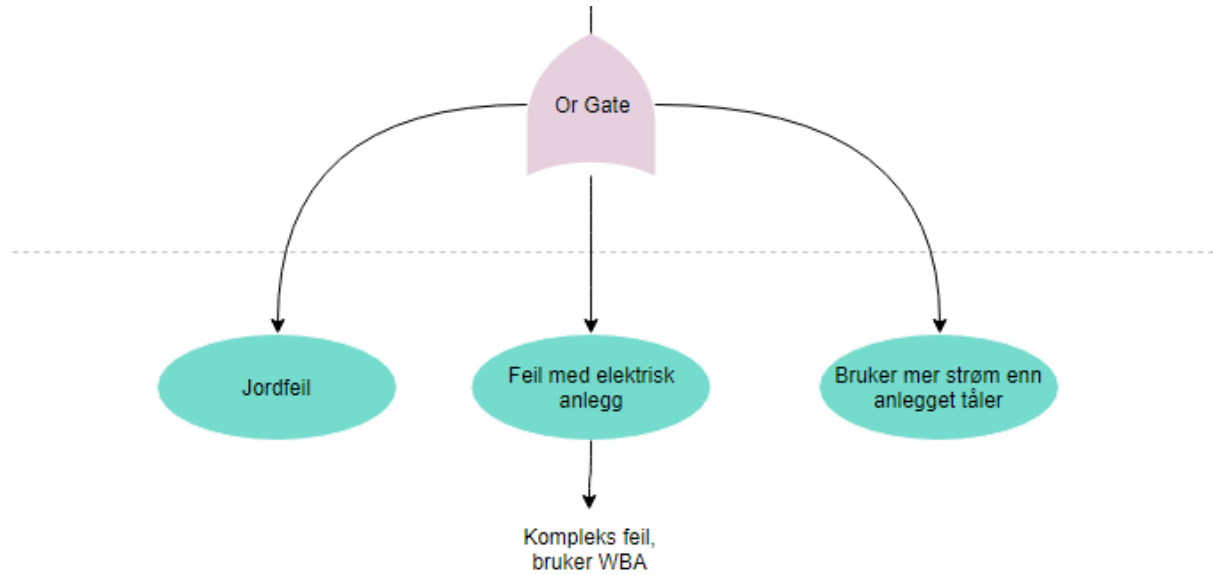 Or Gate
Jordfeil
Feil med elektrisk
anlegg
Bruker mer strøm enn
anlegget tåler
Kompleks feil,
bruker WBA